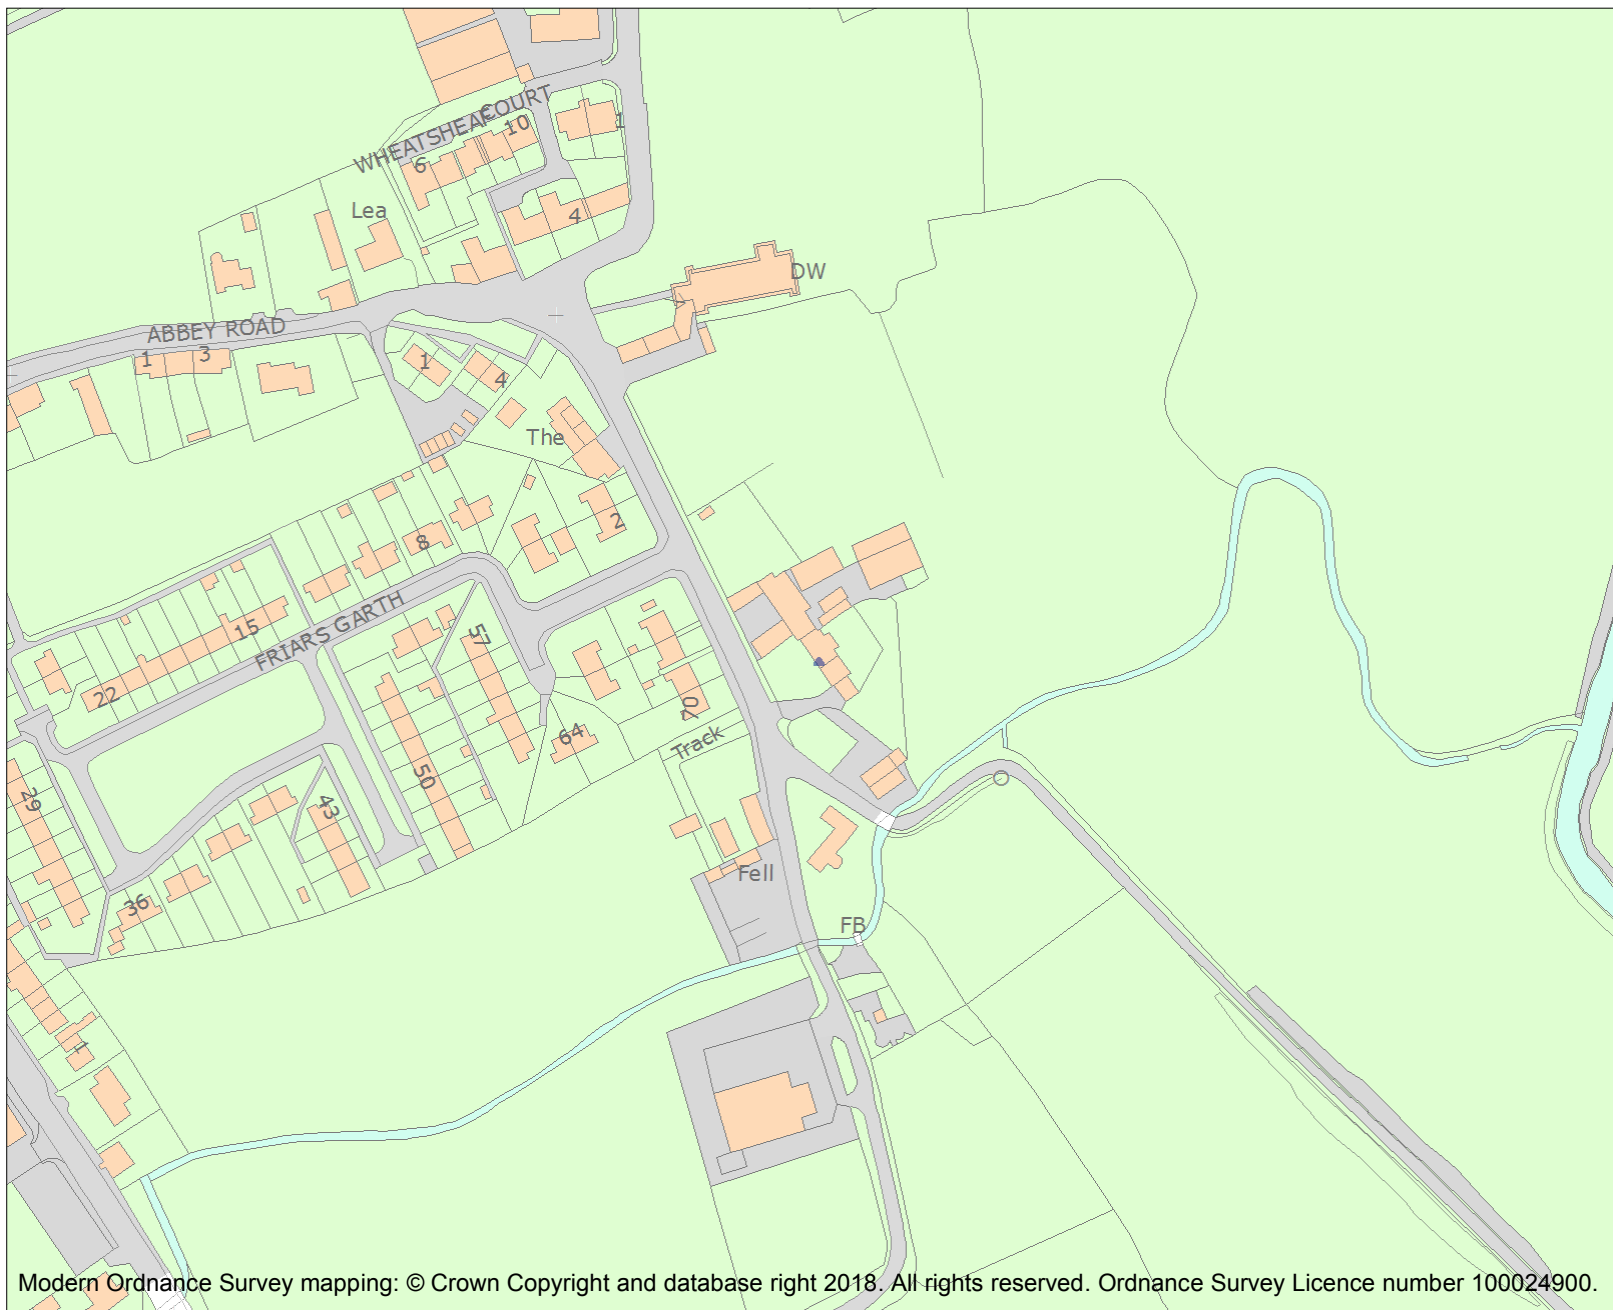 WHEATSHEAF COURT
10
1
6
Lea
4
DW
ABBEY ROAD
1
3
1
4
The
2
8
15
57
FRIARS GARTH
22
70
64
Track
50
29
43
Fell
36
FB
1
Modern Ordnance Survey mapping: © Crown Copyright and database right 2018. All rights reserved. Ordnance Survey Licence number 100024900.